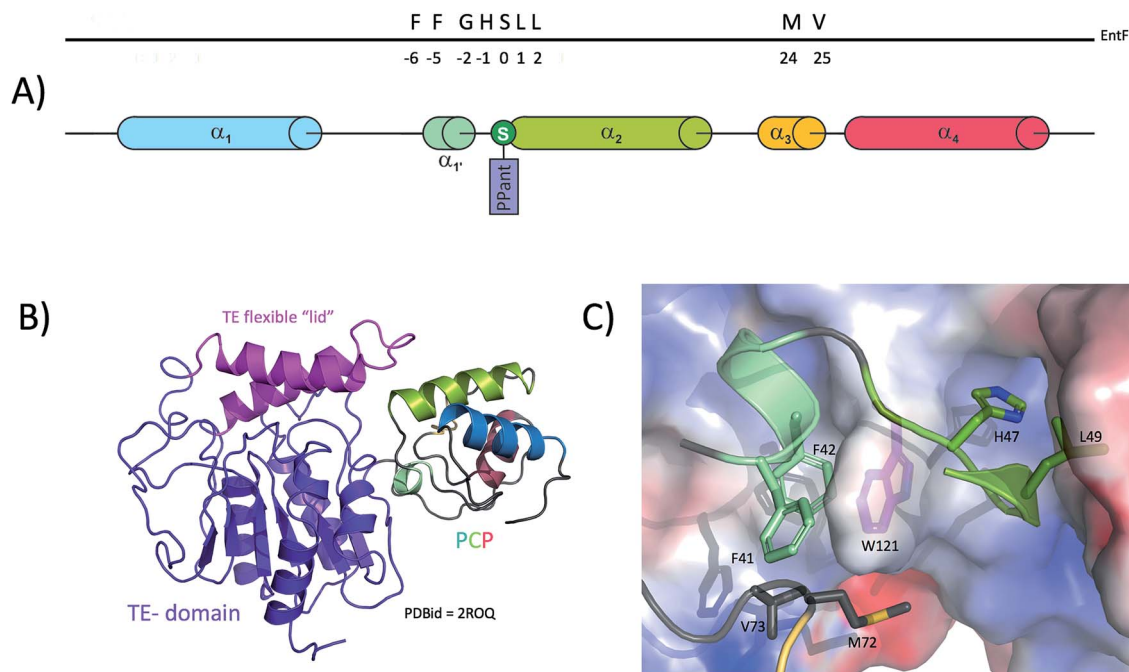 F F G H S L L M V
EntF
-6 -5 -2 -1 0 1 2 24 25
A)
α1 S α2 α3 α4
α1'
PPant
B)
TE flexible "lid"
PCP
TE- domain
PDBid = 2ROQ
C)
H47
L49
F42
W121
F41
V73
M72